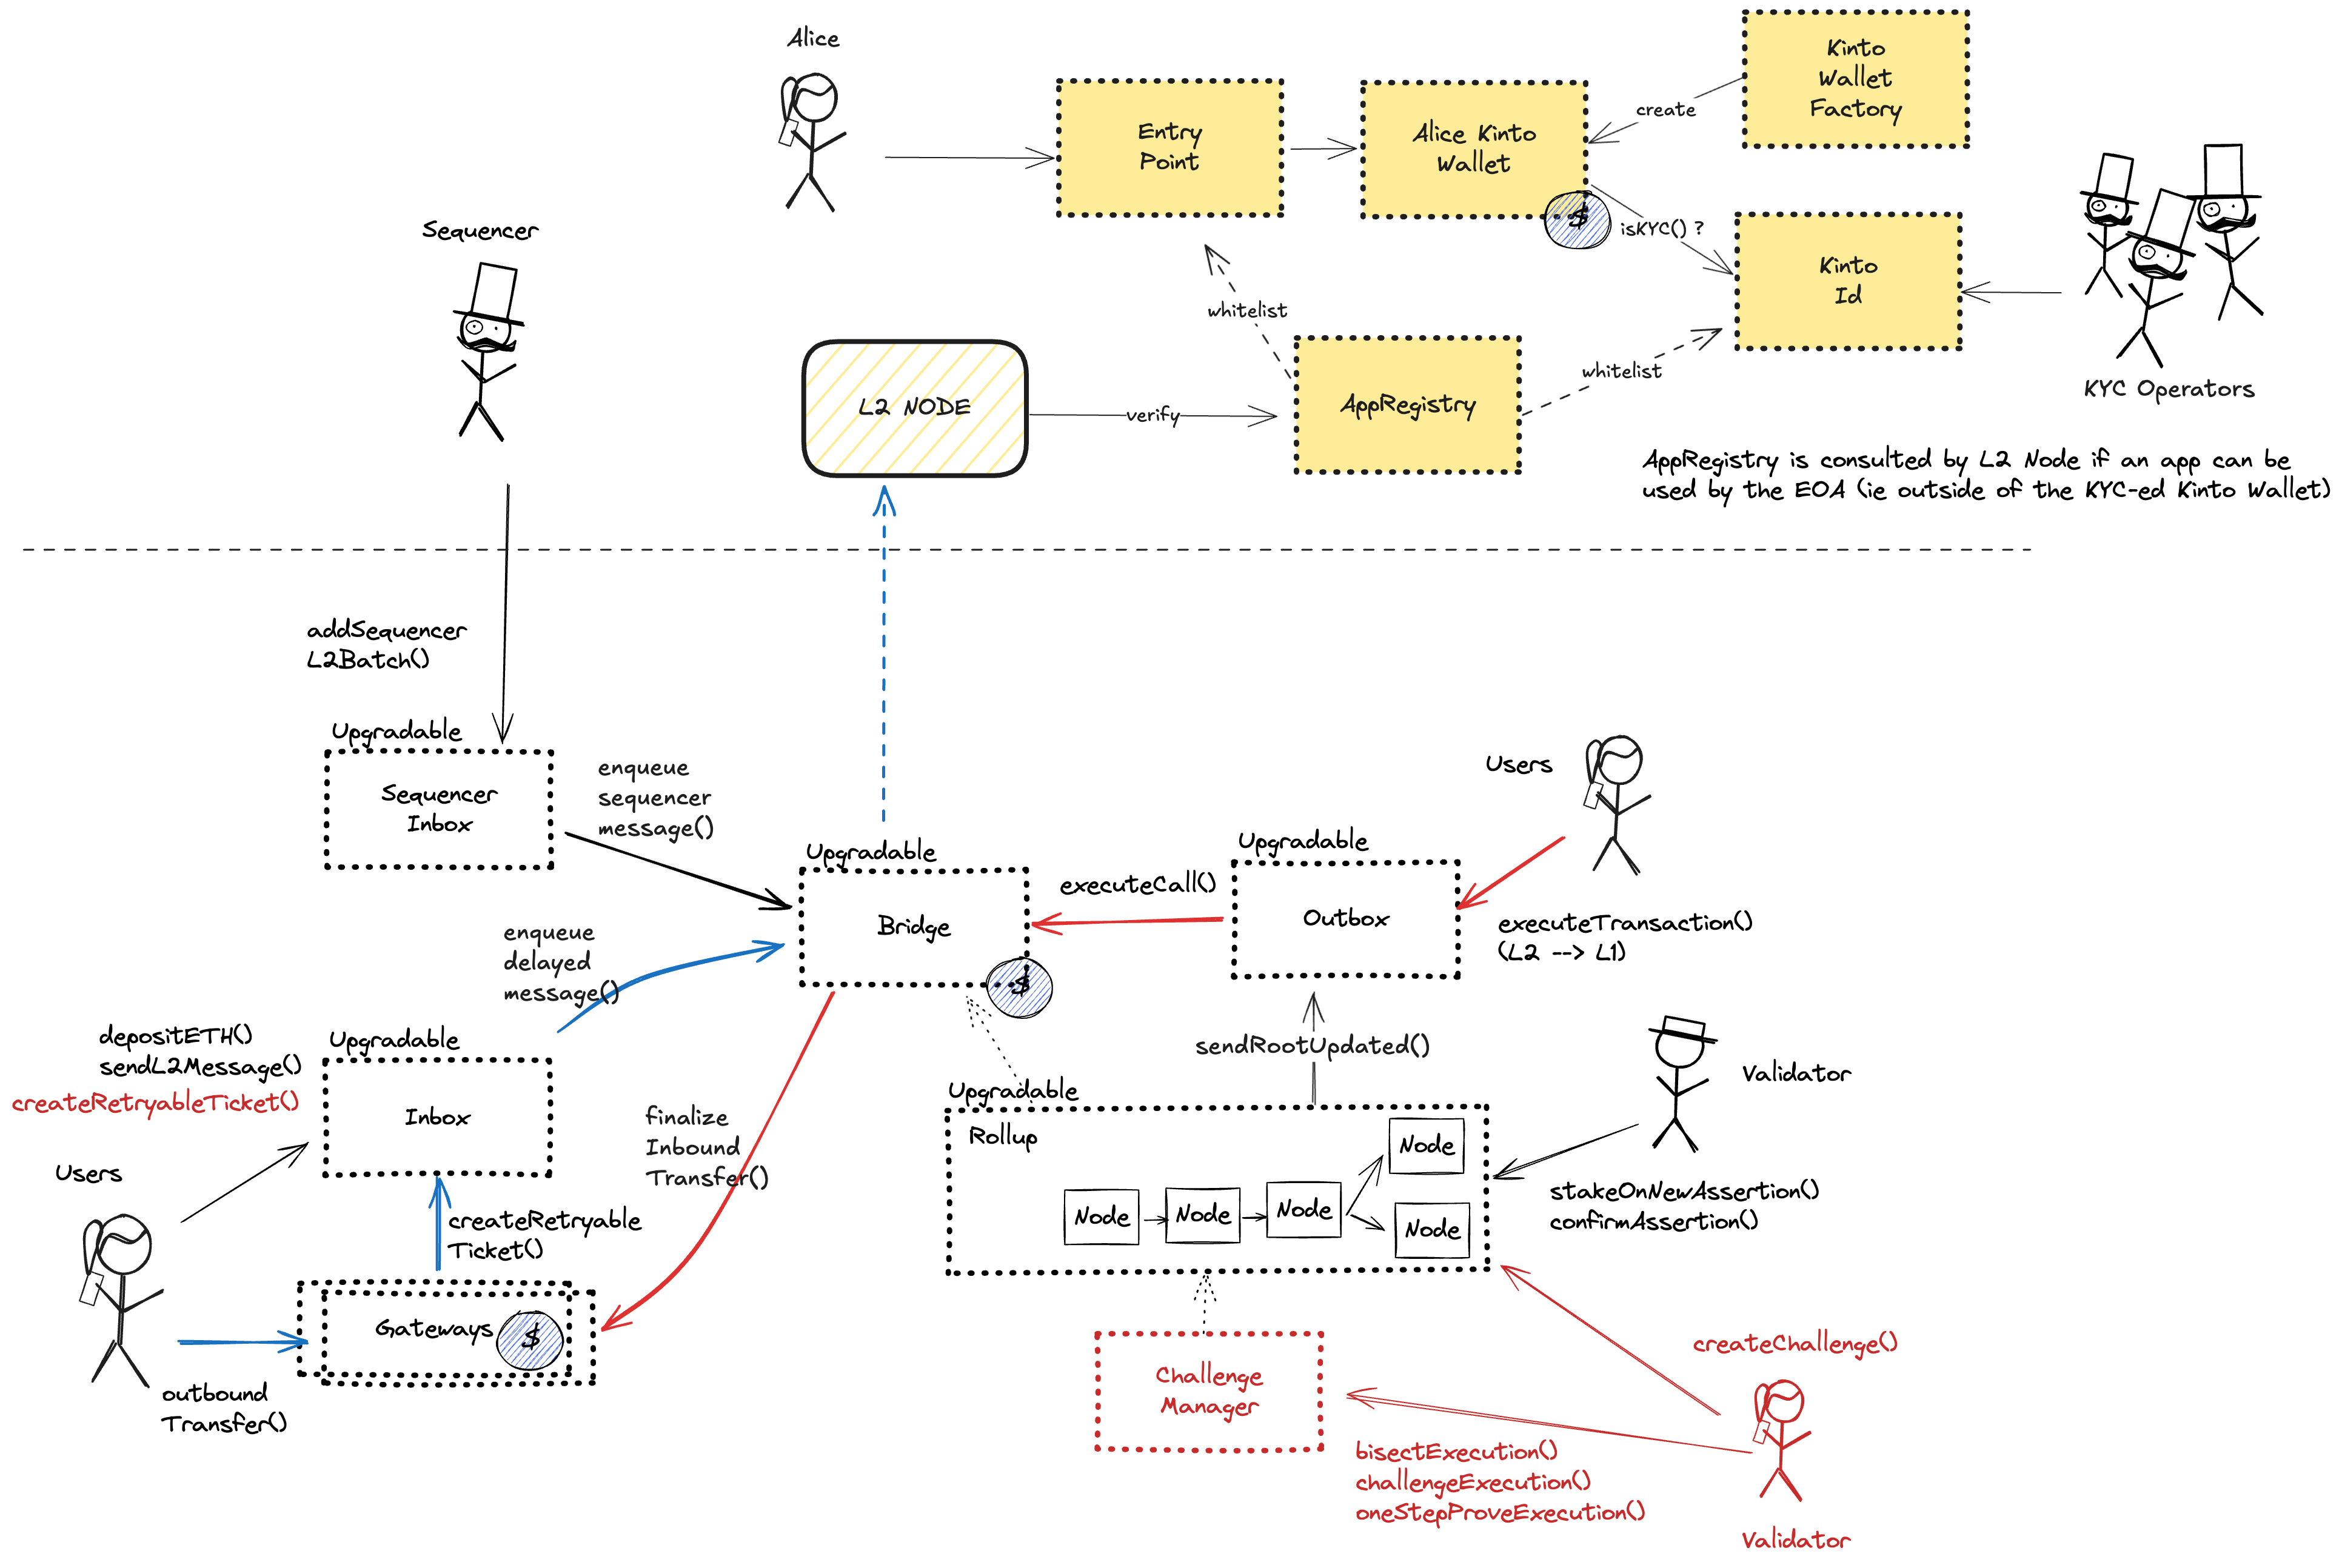 Alice
Entry
Point
Alice Kinto
Wallet
$
create
Kinto
Wallet
Factory
isKYC() ?
Kinto
Id
KYC Operators
Sequencer
whitelist
whitelist
L2 NODE
verify
AppRegistry
AppRegistry is consulted by L2 Node if an app can be
used by the EOA (ie outside of the KYC-ed Kinto Wallet)
addSequencer
L2Batch()
Upgradable
Sequencer
Inbox
enqueue
sequencer
message()
Upgradable
Bridge
$
executeCall()
Upgradable
Outbox
Users
executeTransaction()
(L2 --> L1)
enqueue
delayed
message()
depositETH()
sendL2Message()
createRetryableTicket()
Upgradable
Inbox
Users
createRetryable
Ticket()
Gateways
$
outbound
Transfer()
finalize
Inbound
Transfer()
sendRootUpdated()
Upgradable
Rollup
Node
Node
Node
Node
Node
Validator
stakeOnNewAssertion()
confirmAssertion()
createChallenge()
Challenge
Manager
bisectExecution()
challengeExecution()
oneStepProveExecution()
Validator